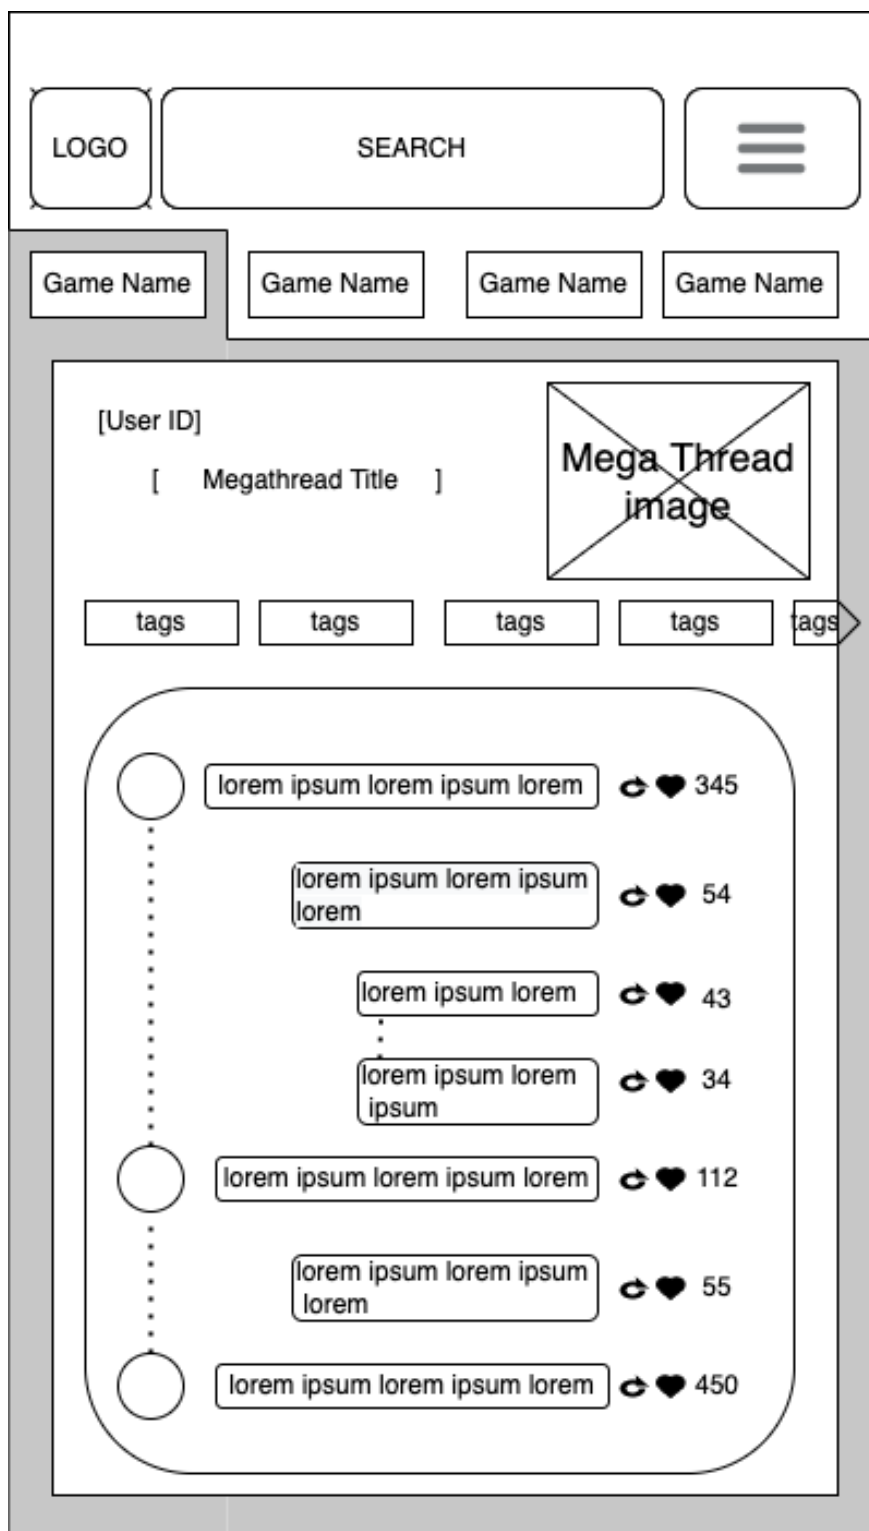 LOGO
SEARCH
Game Name
Game Name
Game Name
Game Name
[User ID]
[ Megathread Title ]
Mega Thread
image
tags
tags
tags
tags
tags
lorem ipsum lorem ipsum lorem
345
lorem ipsum lorem ipsum
lorem
54
lorem ipsum lorem
43
lorem ipsum lorem
ipsum
34
lorem ipsum lorem ipsum lorem
112
lorem ipsum lorem ipsum
lorem
55
lorem ipsum lorem ipsum lorem
450